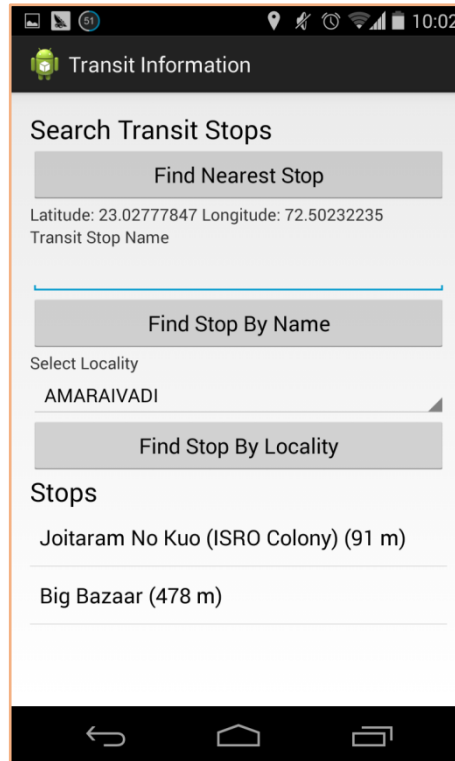 51
10:02
Transit Information
Search Transit Stops
Find Nearest Stop
Latitude: 23.02777847 Longitude: 72.50232235
Transit Stop Name
Find Stop By Name
Select Locality
AMARAIVADI
Find Stop By Locality
Stops
Joitaram No Kuo (ISRO Colony) (91 m)
Big Bazaar (478 m)